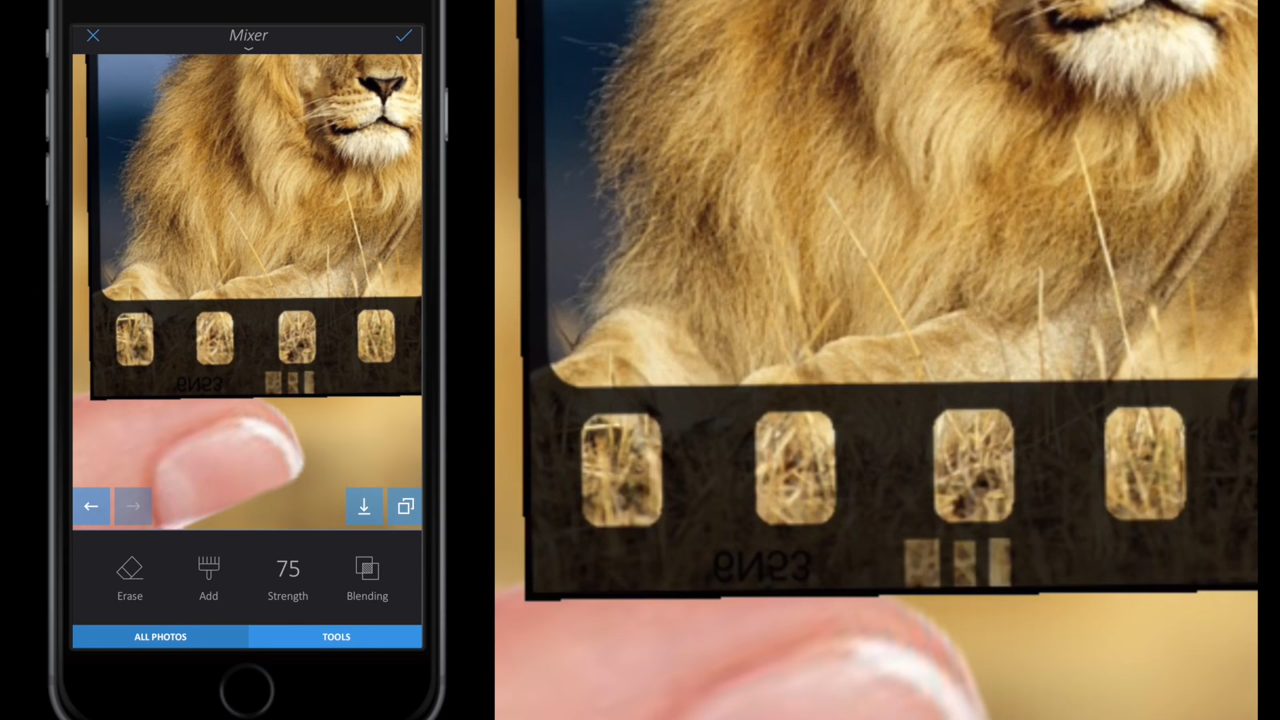 Mixer
75
Erase
Add
Strength
Blending
ALL PHOTOS
TOOLS